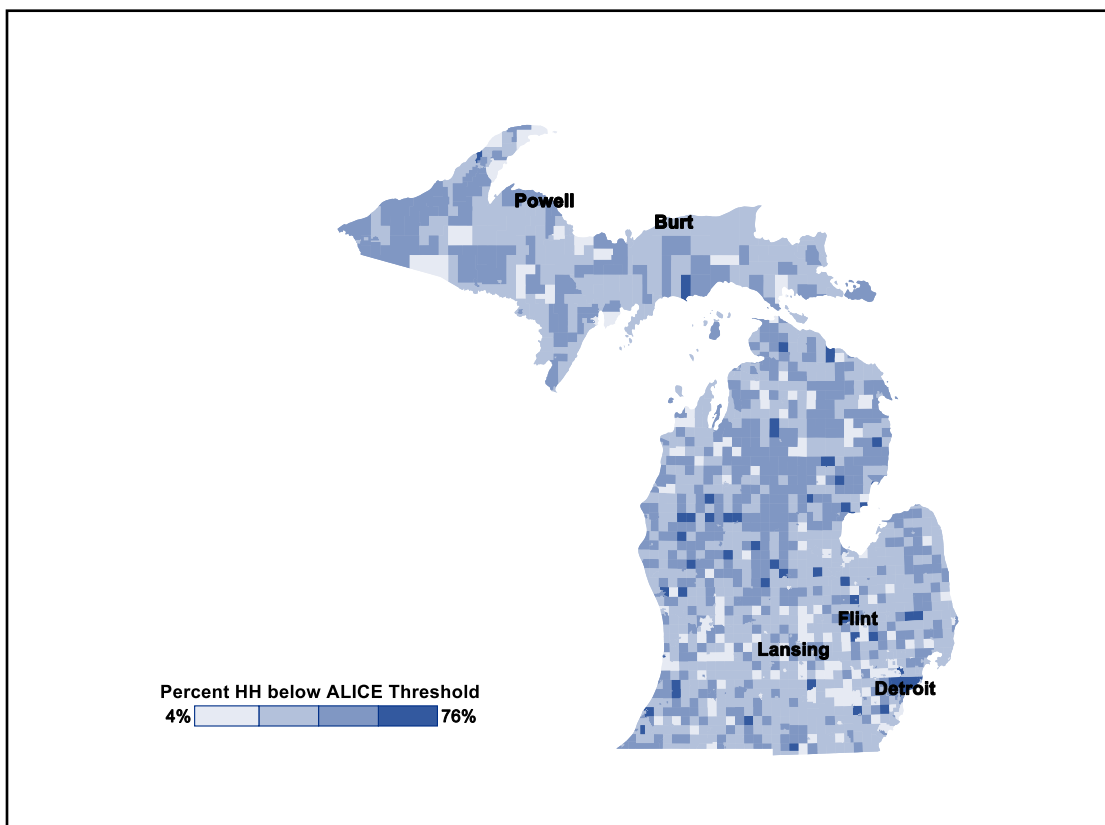 Powell
Burt
Flint
Lansing
Detroit
Percent HH below ALICE Threshold
4% 76%